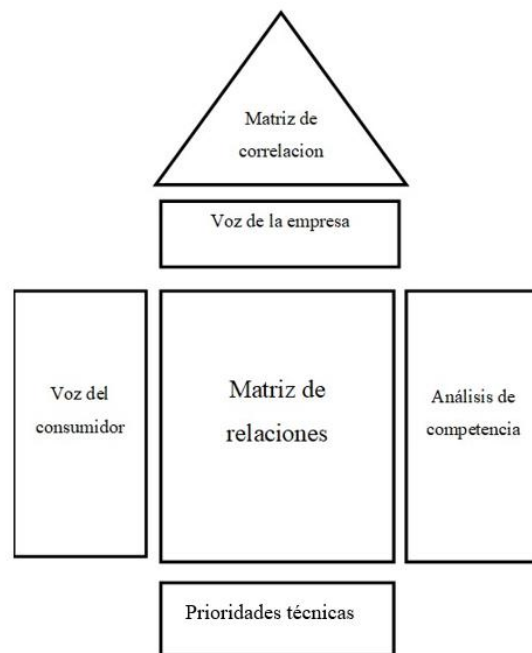 Matriz de
correlacion
Voz de la empresa
Voz del
consumidor
Matriz de
relaciones
Análisis de
competencia
Prioridades técnicas